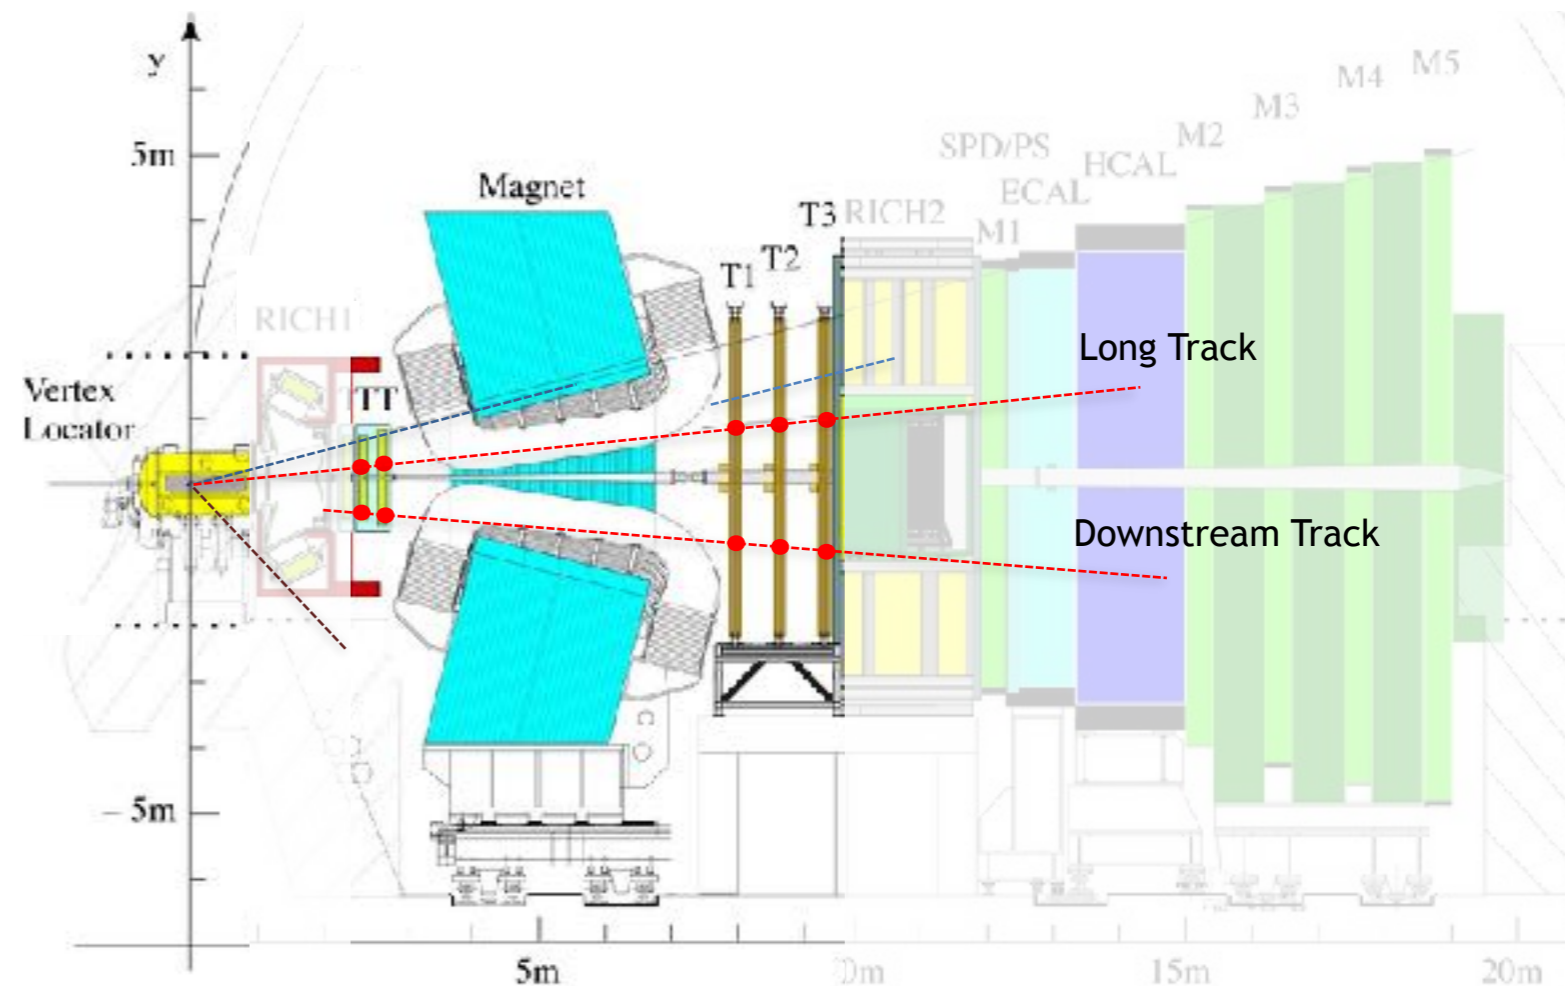 y
M5
M4
M3
M2
5m
SPD/PS
HCAL
Magnet
ECAL
T3
RICH2
M1
T2
T1
RICH1
Long Track
Vertex
Locator
TT
Downstream Track
– 5m
5m
0m
15m
20m